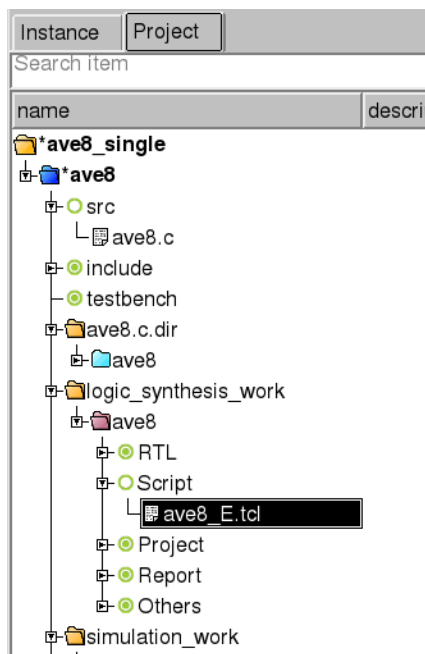 Instance Project
Search item
name descri
*ave8_single
*ave8
src
ave8.c
include
testbench
ave8.c.dir
ave8
logic_synthesis_work
ave8
RTL
Script
ave8_E.tcl
Project
Report
Others
simulation_work